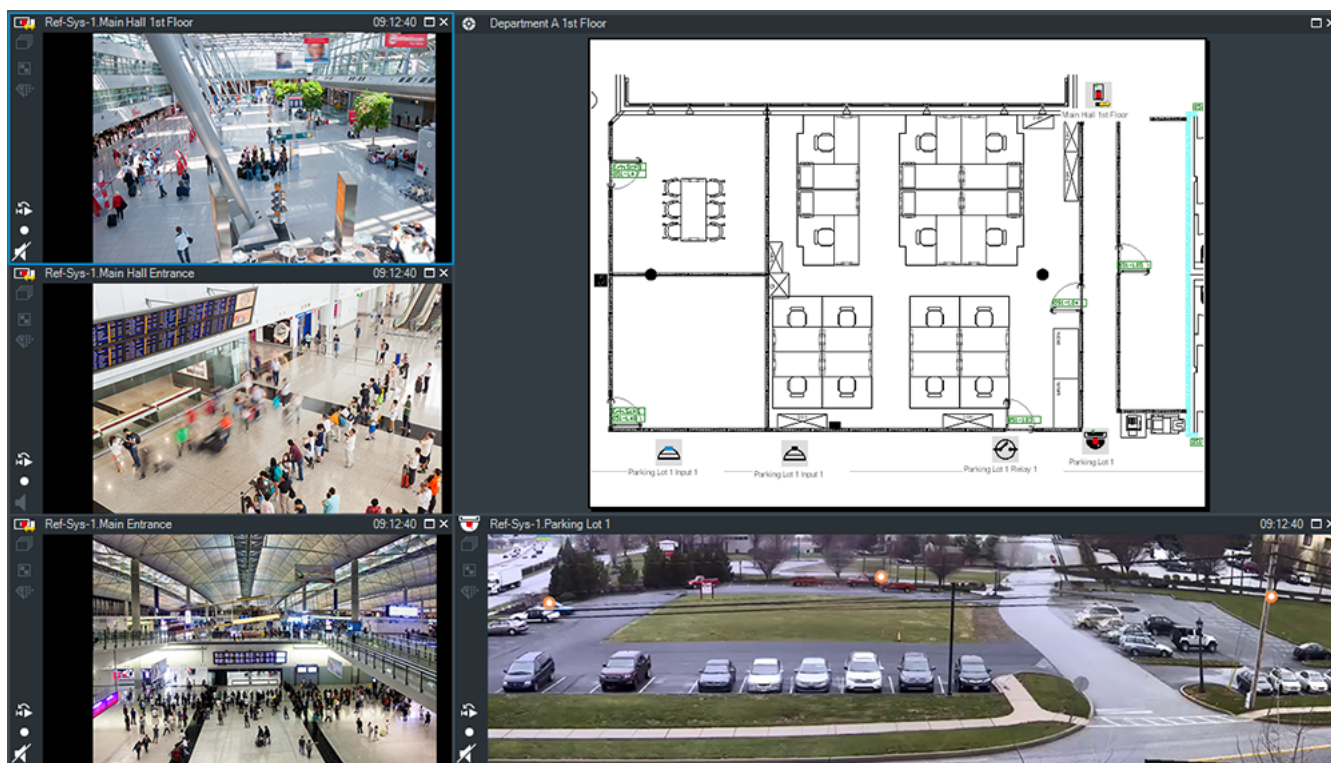 Ref-Sys-1.Main Hall 1st Floor 09:12:40
Department A 1st Floor
Main Hall 1st Floor
Ref-Sys-1.Main Hall Entrance 09:12:40
Parking Lot 1 Input 1
Parking Lot 1 Input 1
Parking Lot 1 Relay 1
Parking Lot 1
Ref-Sys-1.Main Entrance 09:12:40
Ref-Sys-1.Parking Lot 1 09:12:40